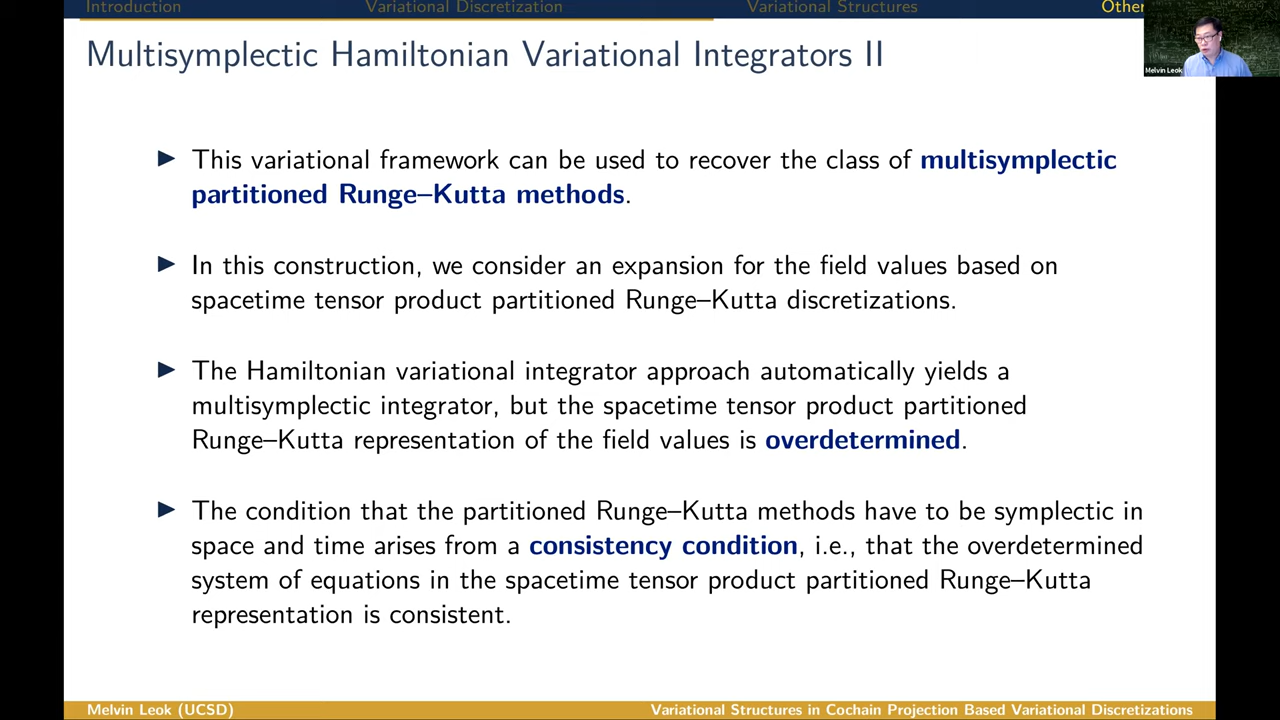 Introduction Variational Discretization Variational Structures Other
Multisymplectic Hamiltonian Variational Integrators II
Melvin Leok
▶ This variational framework can be used to recover the class of multisymplectic
partitioned Runge–Kutta methods.
▶ In this construction, we consider an expansion for the field values based on
spacetime tensor product partitioned Runge–Kutta discretizations.
▶ The Hamiltonian variational integrator approach automatically yields a
multisymplectic integrator, but the spacetime tensor product partitioned
Runge–Kutta representation of the field values is overdetermined.
▶ The condition that the partitioned Runge–Kutta methods have to be symplectic in
space and time arises from a consistency condition, i.e., that the overdetermined
system of equations in the spacetime tensor product partitioned Runge–Kutta
representation is consistent.
Melvin Leok (UCSD) Variational Structures in Cochain Projection Based Variational Discretizations